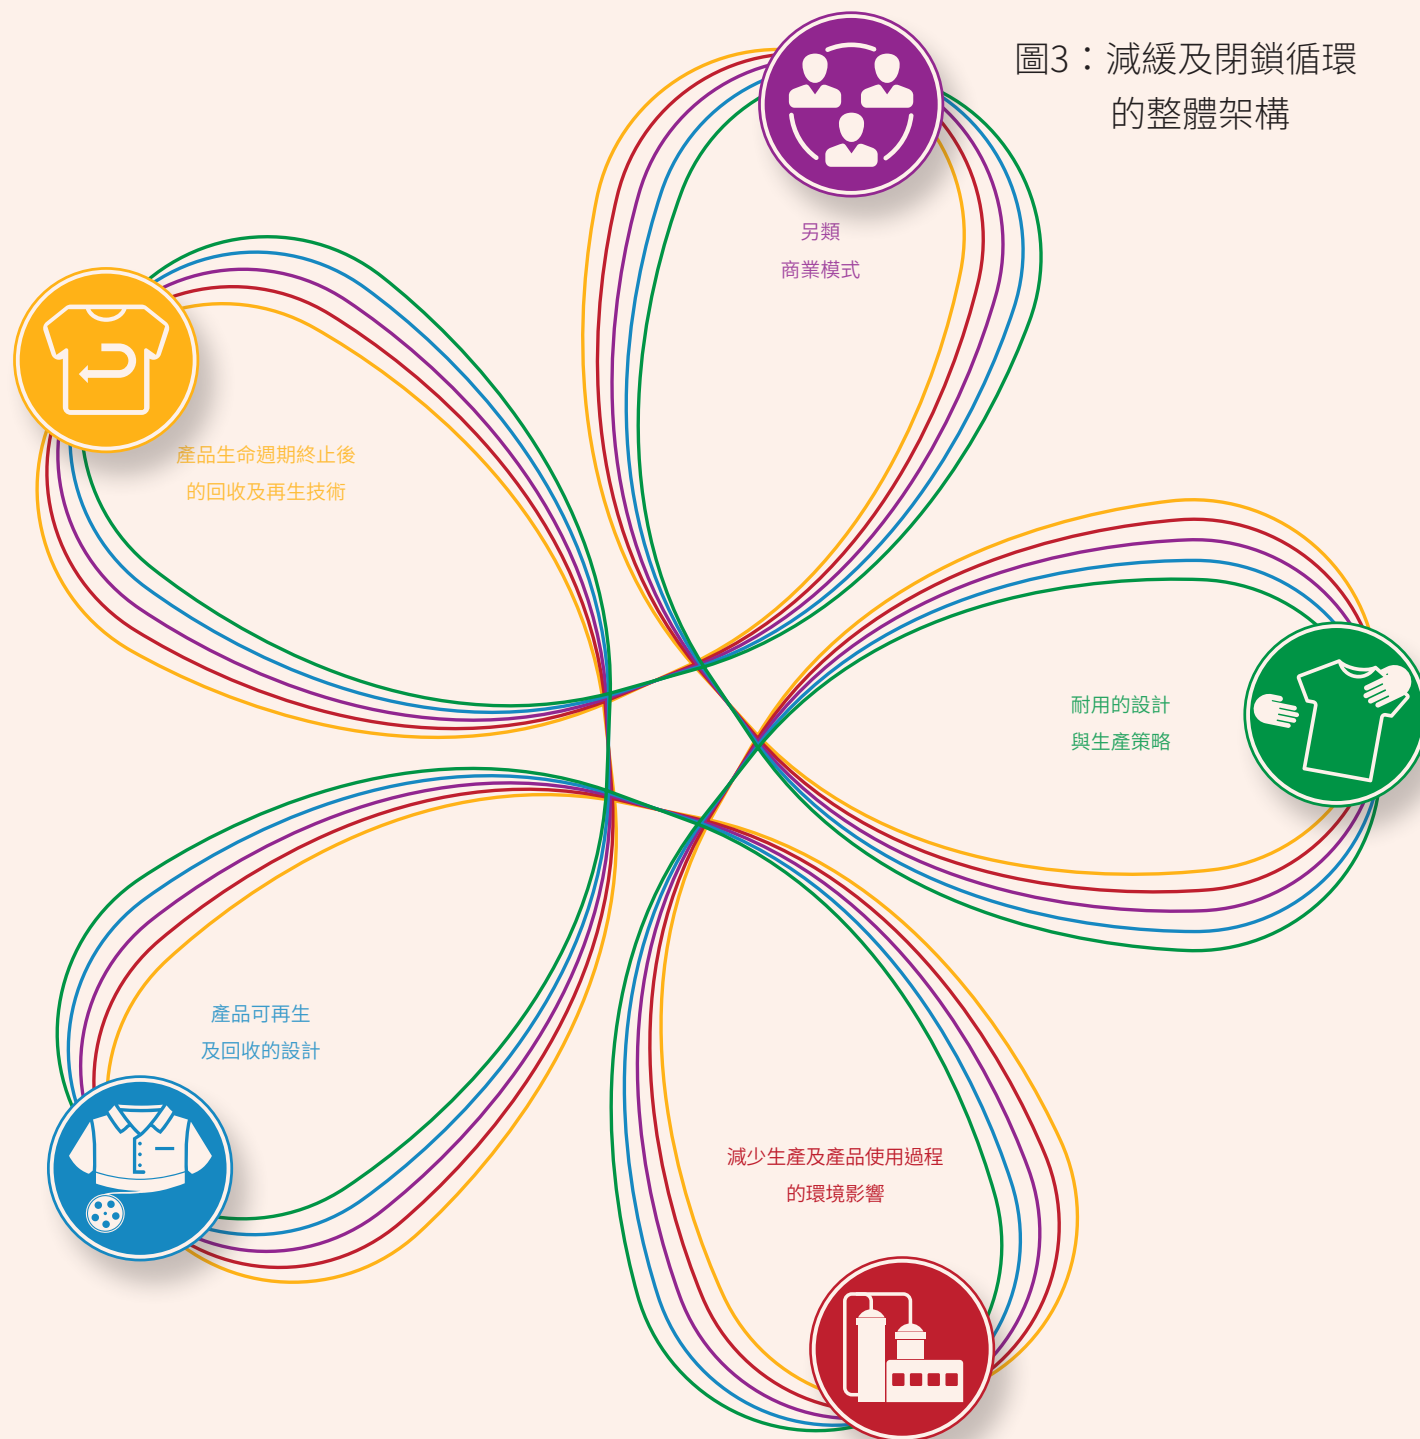 圖3：減緩及閉鎖循環
的整體架構
另類
商業模式
產品生命週期終止後
的回收及再生技術
耐用的設計
與生產策略
產品可再生
及回收的設計
減少生產及產品使用過程
的環境影響